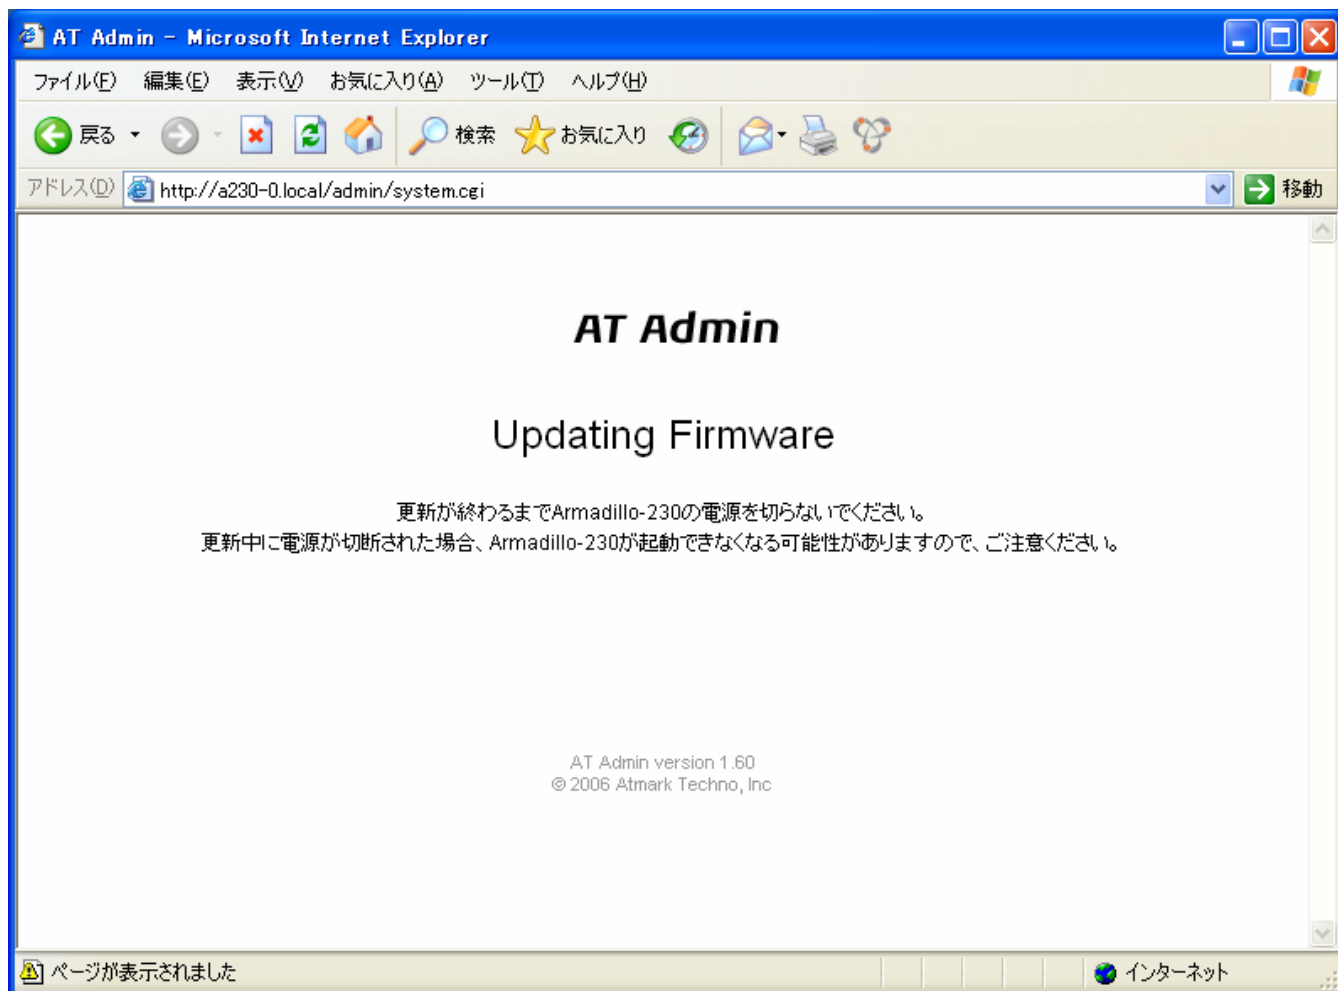 AT Admin - Microsoft Internet Explorer
ファイル(F) 編集(E) 表示(V) お気に入り(A) ツール(T) ヘルプ(H)
戻る 検索 お気に入り
アドレス(D) http://a230-0.local/admin/system.cgi 移動
AT Admin
Updating Firmware
更新が終わるまでArmadillo-230の電源を切らないでください。
更新中に電源が切断された場合、Armadillo-230が起動できなくなる可能性がありますので、ご注意ください。
AT Admin version 1.60
© 2006 Atmark Techno, Inc
ページが表示されました インターネット